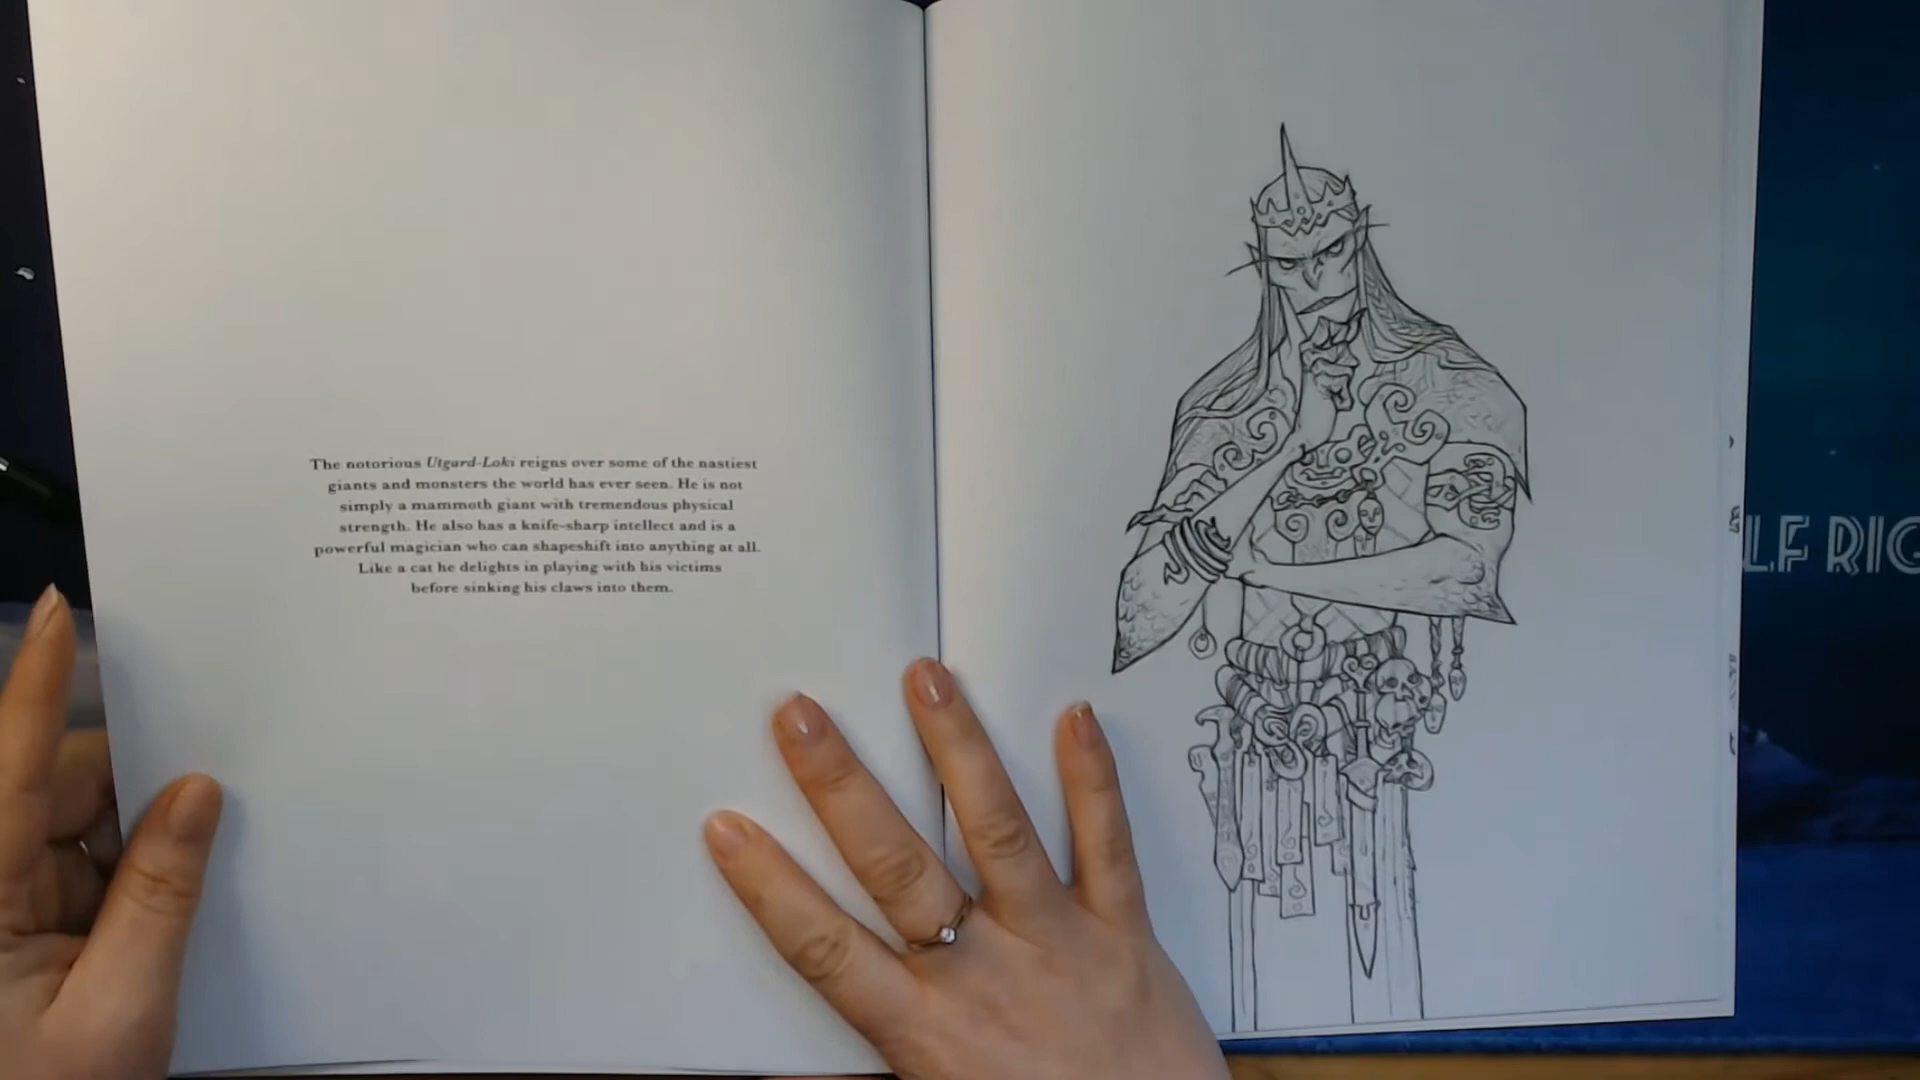 The notorious Utgard-Loki reigns over some of the nastiest
giants and monsters the world has ever seen. He is not
simply a mammoth giant with tremendous physical
strength. He also has a knife-sharp intellect and is a
powerful magician who can shapeshift into anything at all.
Like a cat he delights in playing with his victims
before sinking his claws into them.
LF RIG